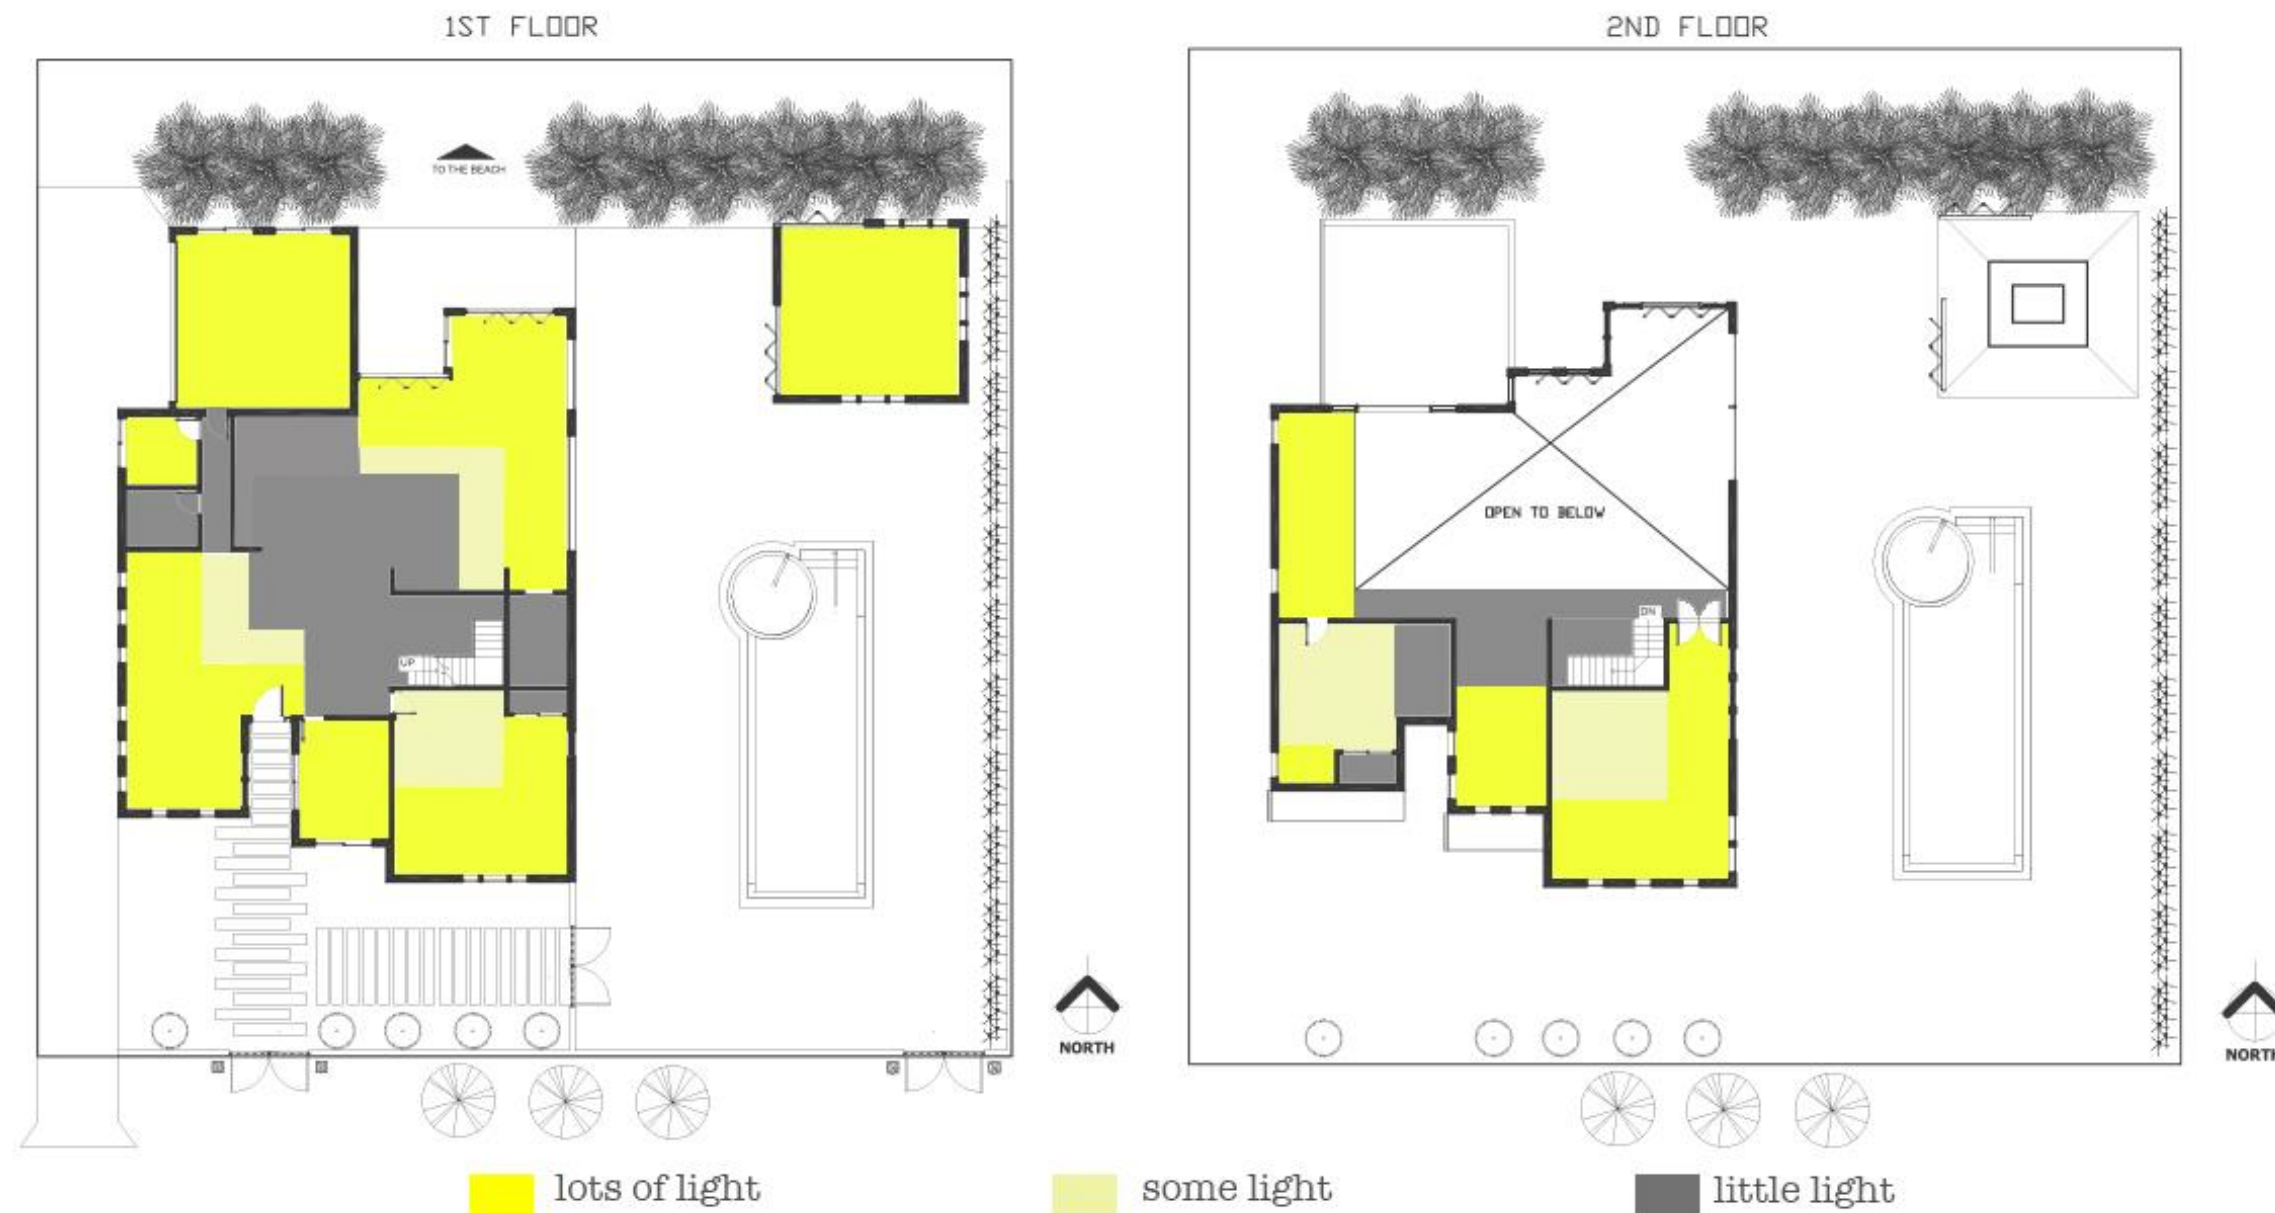 1ST FLOOR
2ND FLOOR
TO THE BEACH
OPEN TO BELOW
DN
UP
NORTH
NORTH
lots of light
some light
little light